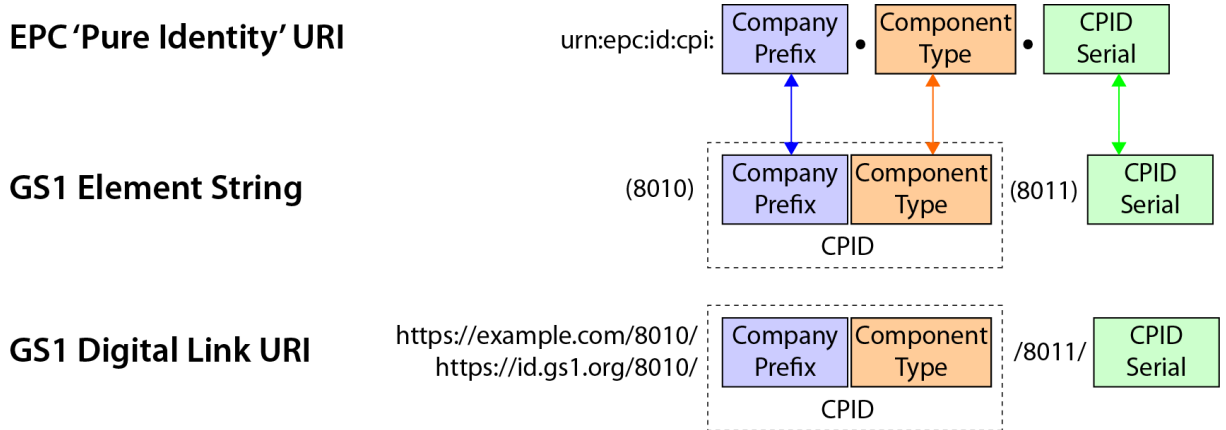 EPC ‘Pure Identity’ URI
urn:epc:id:cpi:
Company
Prefix
•
Component
Type
•
CPID
Serial
GS1 Element String
(8010)
Company
Prefix
Component
Type
CPID
(8011)
CPID
Serial
GS1 Digital Link URI
https://example.com/8010/
https://id.gs1.org/8010/
Company
Prefix
Component
Type
CPID
/8011/
CPID
Serial